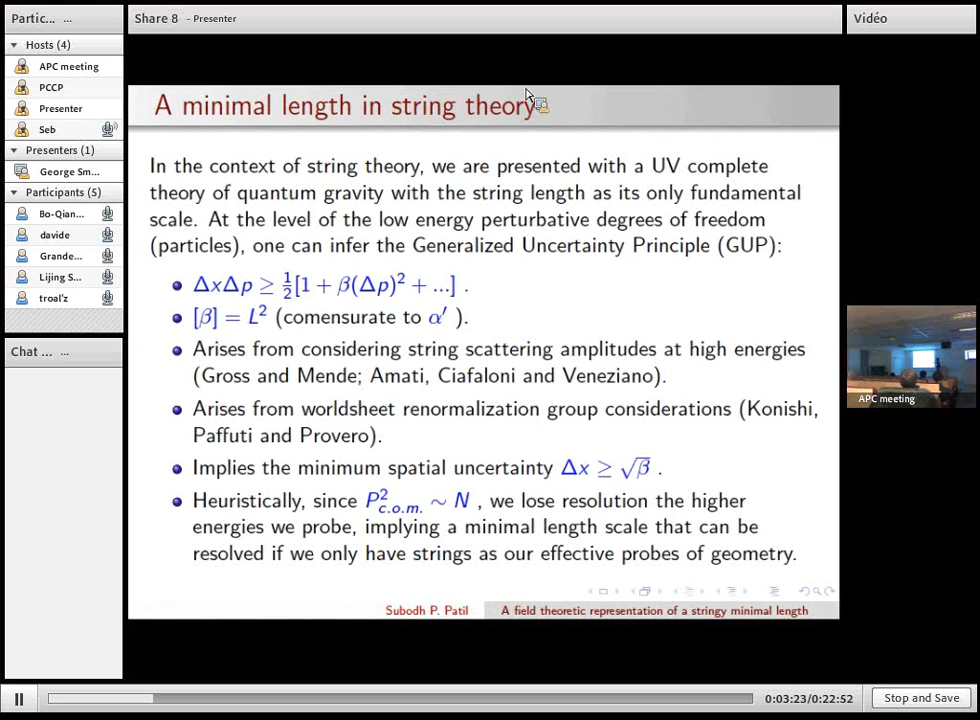 Partic... ...
Share 8 - Presenter
Vidéo
Hosts (4)
APC meeting
PCCP
Presenter
Seb
Presenters (1)
George Sm...
Participants (5)
Bo-Qian...
davide
Grande...
Lijing S...
troal'z
Chat ... ...
A minimal length in string theory
In the context of string theory, we are presented with a UV complete
theory of quantum gravity with the string length as its only fundamental
scale. At the level of the low energy perturbative degrees of freedom
(particles), one can infer the Generalized Uncertainty Principle (GUP):
ΔxΔp ≥ 1/2[1 + β(Δp)² + ...] .
[β] = L² (comensurate to α′ ).
Arises from considering string scattering amplitudes at high energies
(Gross and Mende; Amati, Ciafaloni and Veneziano).
Arises from worldsheet renormalization group considerations (Konishi,
Paffuti and Provero).
Implies the minimum spatial uncertainty Δx ≥ √β .
Heuristically, since P²c.o.m. ∼ N , we lose resolution the higher
energies we probe, implying a minimal length scale that can be
resolved if we only have strings as our effective probes of geometry.
Subodh P. Patil
A field theoretic representation of a stringy minimal length
APC meeting
0:03:23/0:22:52
Stop and Save